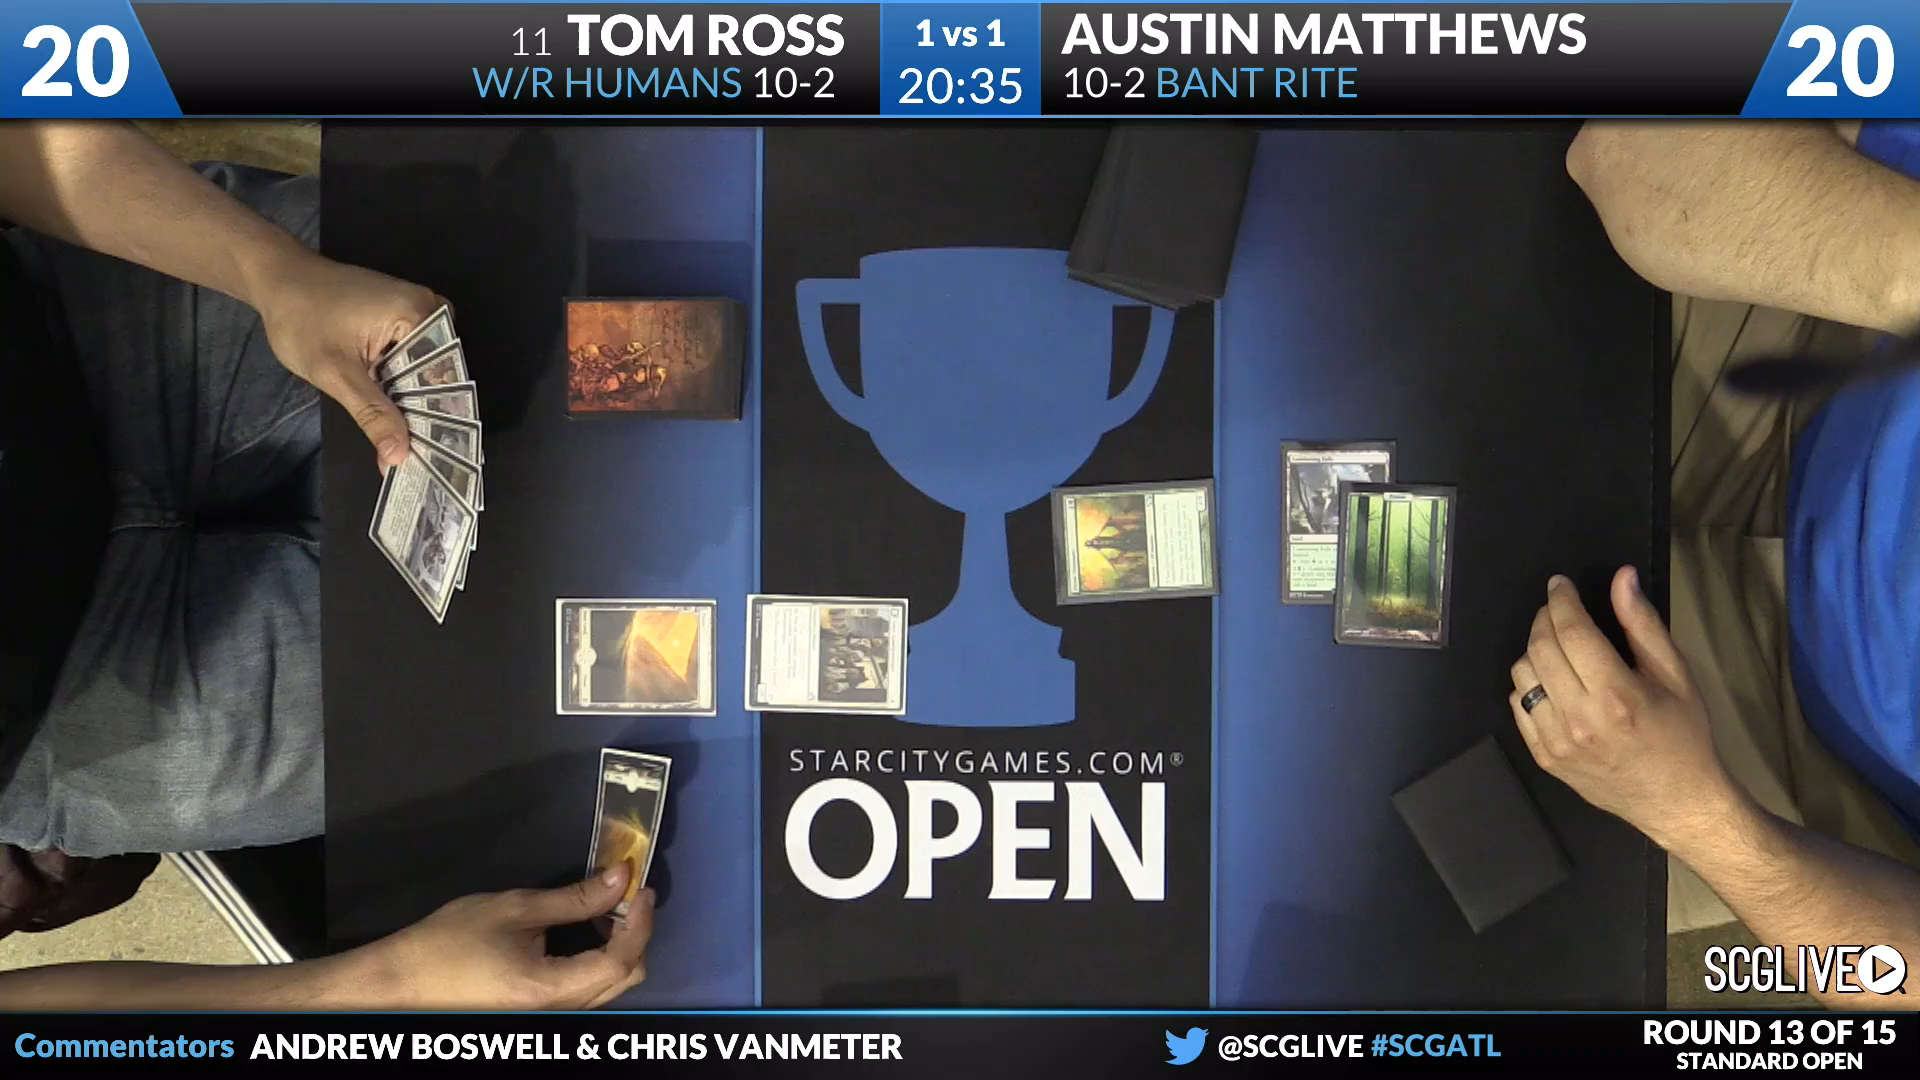 20
11 TOM ROSS
W/R HUMANS 10-2
1 vs 1
20:35
AUSTIN MATTHEWS
10-2 BANT RITE
20
STARCITYGAMES.COM®
OPEN
SCGLIVE
Commentators ANDREW BOSWELL & CHRIS VANMETER
@SCGLIVE #SCGATL
ROUND 13 OF 15
STANDARD OPEN